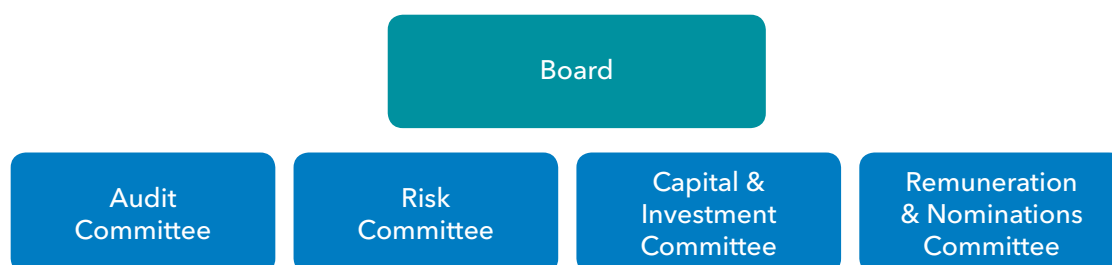 Board
Audit
Committee
Risk
Committee
Capital &
Investment
Committee
Remuneration
& Nominations
Committee